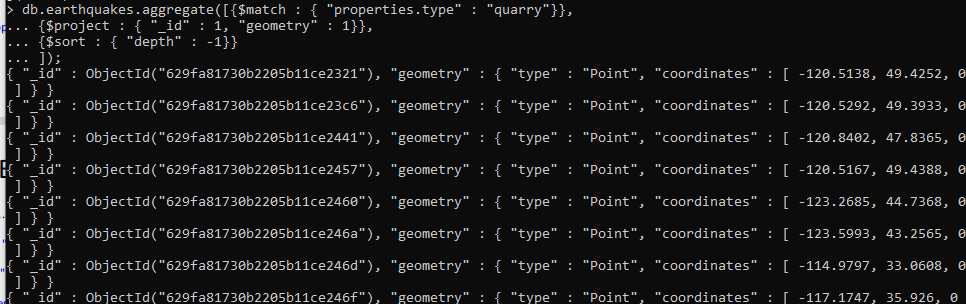 > db.earthquakes.aggregate([{$match : { "properties.type" : "quarry"}},
... {$project : { "_id" : 1, "geometry" : 1}},
... {$sort : { "depth" : -1}}
... ]);
{ "_id" : ObjectId("629fa81730b2205b11ce2321"), "geometry" : { "type" : "Point", "coordinates" : [ -120.5138, 49.4252, 0
 ] } }
{ "_id" : ObjectId("629fa81730b2205b11ce23c6"), "geometry" : { "type" : "Point", "coordinates" : [ -120.5292, 49.3933, 0
 ] } }
{ "_id" : ObjectId("629fa81730b2205b11ce2441"), "geometry" : { "type" : "Point", "coordinates" : [ -120.8402, 47.8365, 0
 ] } }
{ "_id" : ObjectId("629fa81730b2205b11ce2457"), "geometry" : { "type" : "Point", "coordinates" : [ -120.5167, 49.4388, 0
 ] } }
{ "_id" : ObjectId("629fa81730b2205b11ce2460"), "geometry" : { "type" : "Point", "coordinates" : [ -123.2685, 44.7368, 0
 ] } }
{ "_id" : ObjectId("629fa81730b2205b11ce246a"), "geometry" : { "type" : "Point", "coordinates" : [ -123.5993, 43.2565, 0
 ] } }
{ "_id" : ObjectId("629fa81730b2205b11ce246d"), "geometry" : { "type" : "Point", "coordinates" : [ -114.9797, 33.0608, 0
 ] } }
{ "_id" : ObjectId("629fa81730b2205b11ce246f"), "geometry" : { "type" : "Point", "coordinates" : [ -117.1747, 35.926, 0